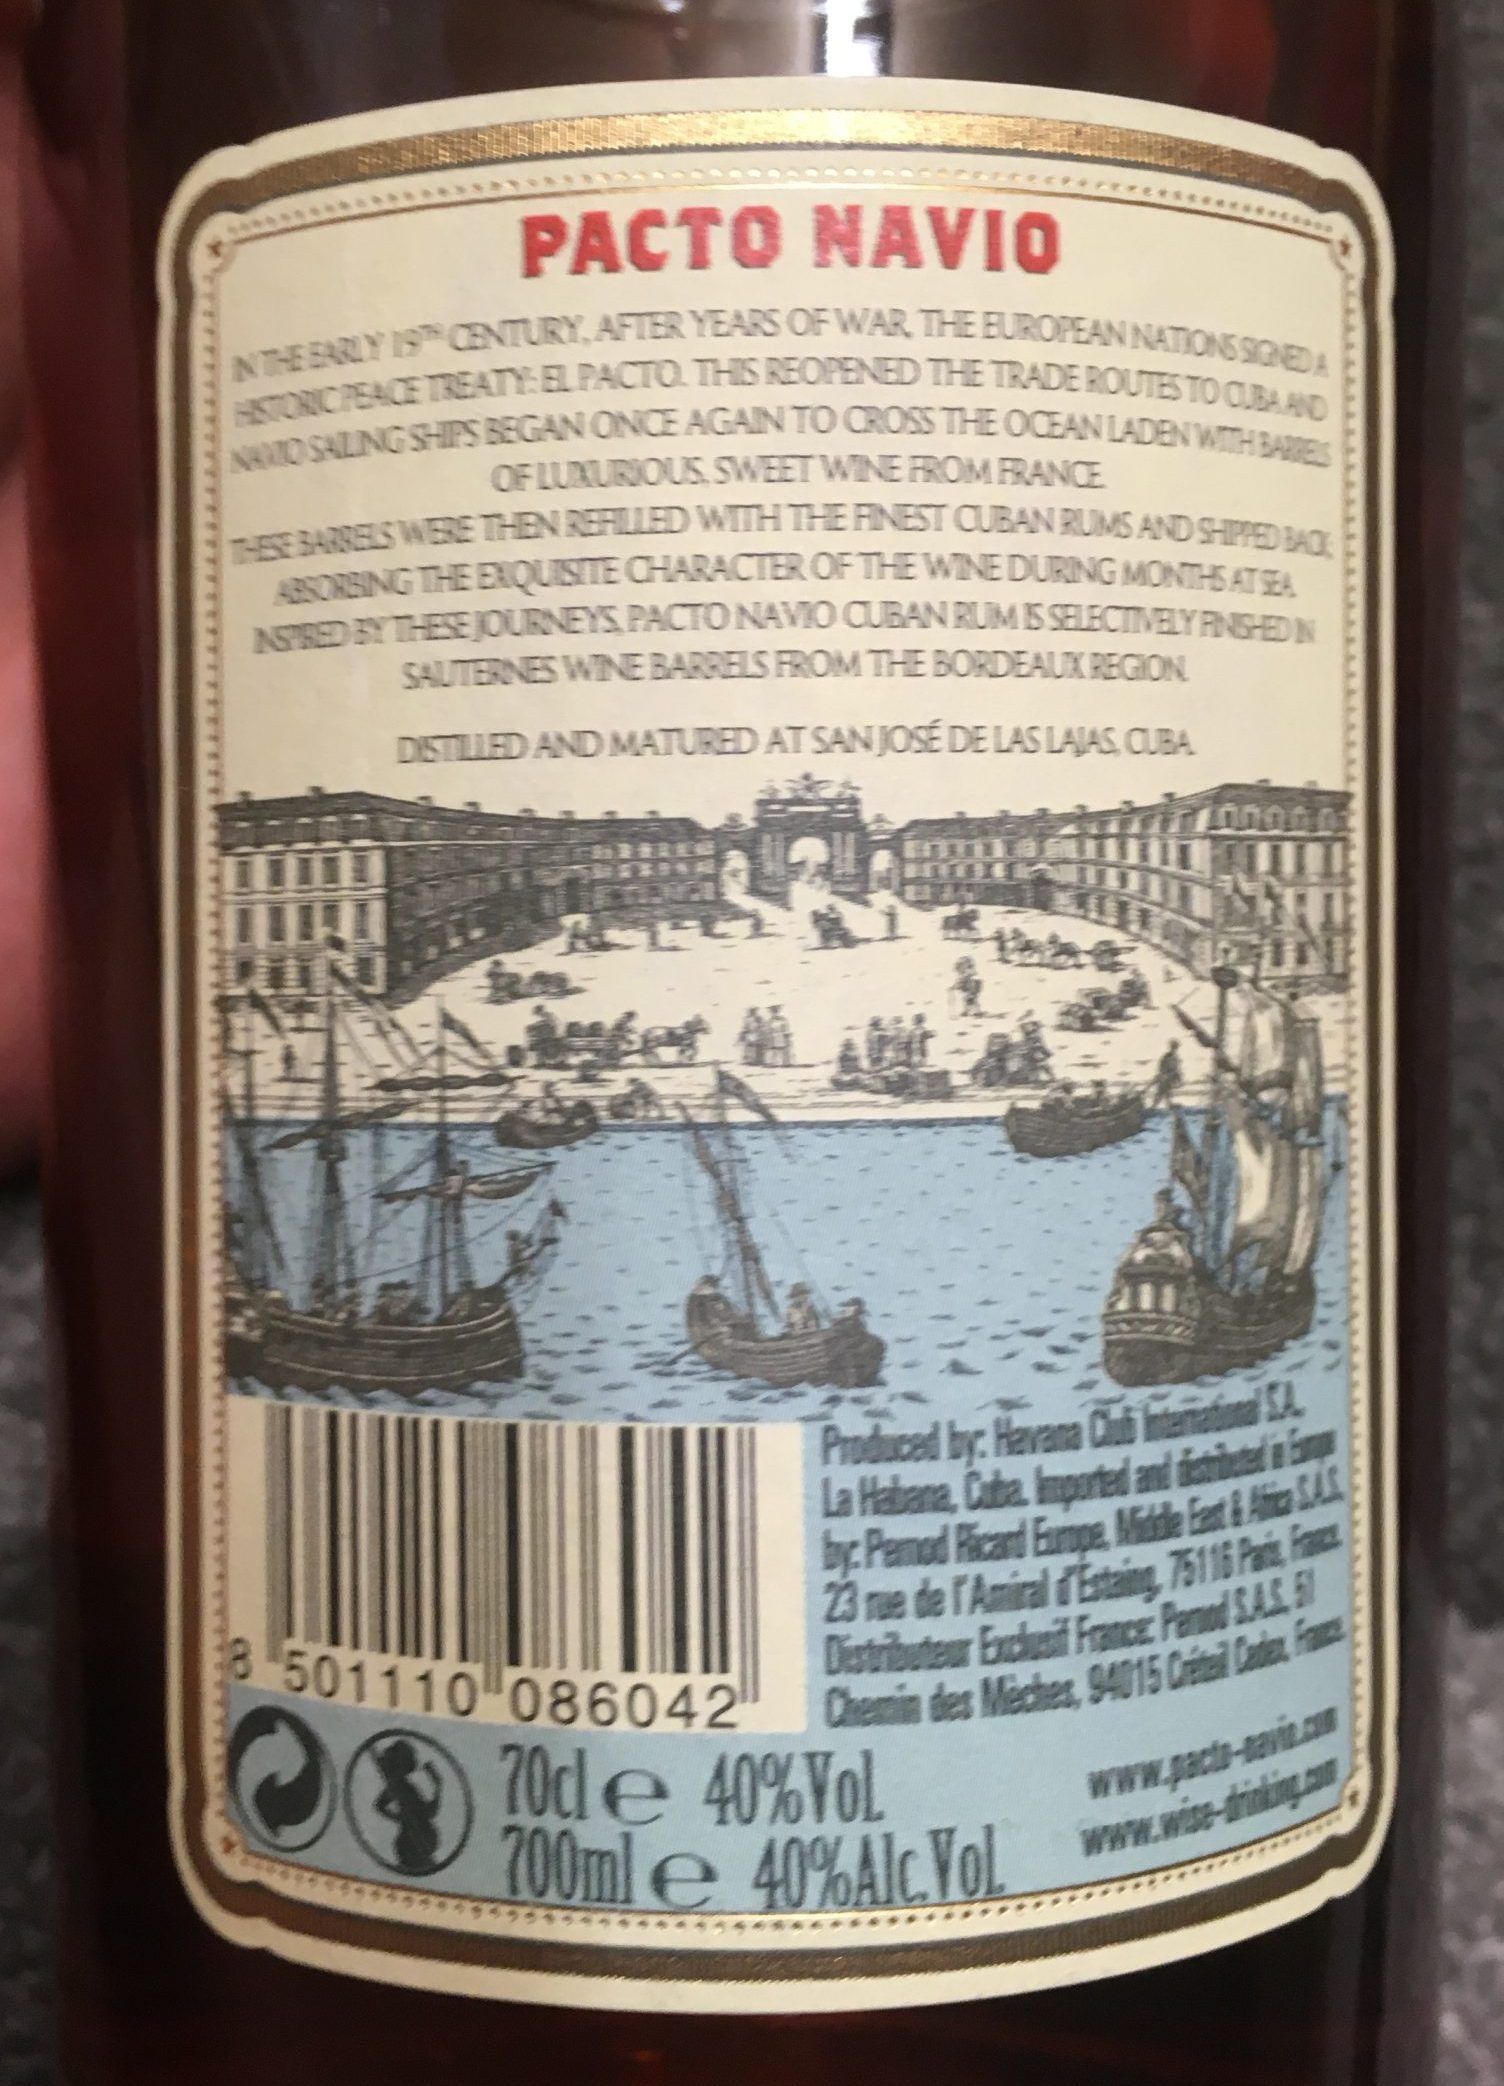 PACTO NAVIO
IN THE EARLY 19TH CENTURY, AFTER YEARS OF WAR, THE EUROPEAN NATIONS SIGNED A
HISTORIC PEACE TREATY: EL PACTO. THIS REOPENED THE TRADE ROUTES TO CUBA AND
NAVIO SAILING SHIPS BEGAN ONCE AGAIN TO CROSS THE OCEAN LADEN WITH BARRELS
OF LUXURIOUS, SWEET WINE FROM FRANCE.
THESE BARRELS WERE THEN REFILLED WITH THE FINEST CUBAN RUMS AND SHIPPED BACK,
ABSORBING THE EXQUISITE CHARACTER OF THE WINE DURING MONTHS AT SEA.
INSPIRED BY THESE JOURNEYS, PACTO NAVIO CUBAN RUM IS SELECTIVELY FINISHED IN
SAUTERNES WINE BARRELS FROM THE BORDEAUX REGION.
DISTILLED AND MATURED AT SAN JOSÉ DE LAS LAJAS, CUBA.
Produced by: Havana Club International S.A.
La Habana, Cuba. Imported and distributed in Europe
by: Pernod Ricard Europe, Middle East & Africa S.A.S.
23 rue de l'Amiral d'Estaing, 75116 Paris, France.
Distributeur Exclusif France: Pernod S.A.S, 51
Chemin des Mèches, 94015 Créteil Cedex, France.
8 501110 086042
70cl e 40%Vol.
700ml e 40%Alc.Vol.
www.pacto-navio.com
www.wise-drinking.com